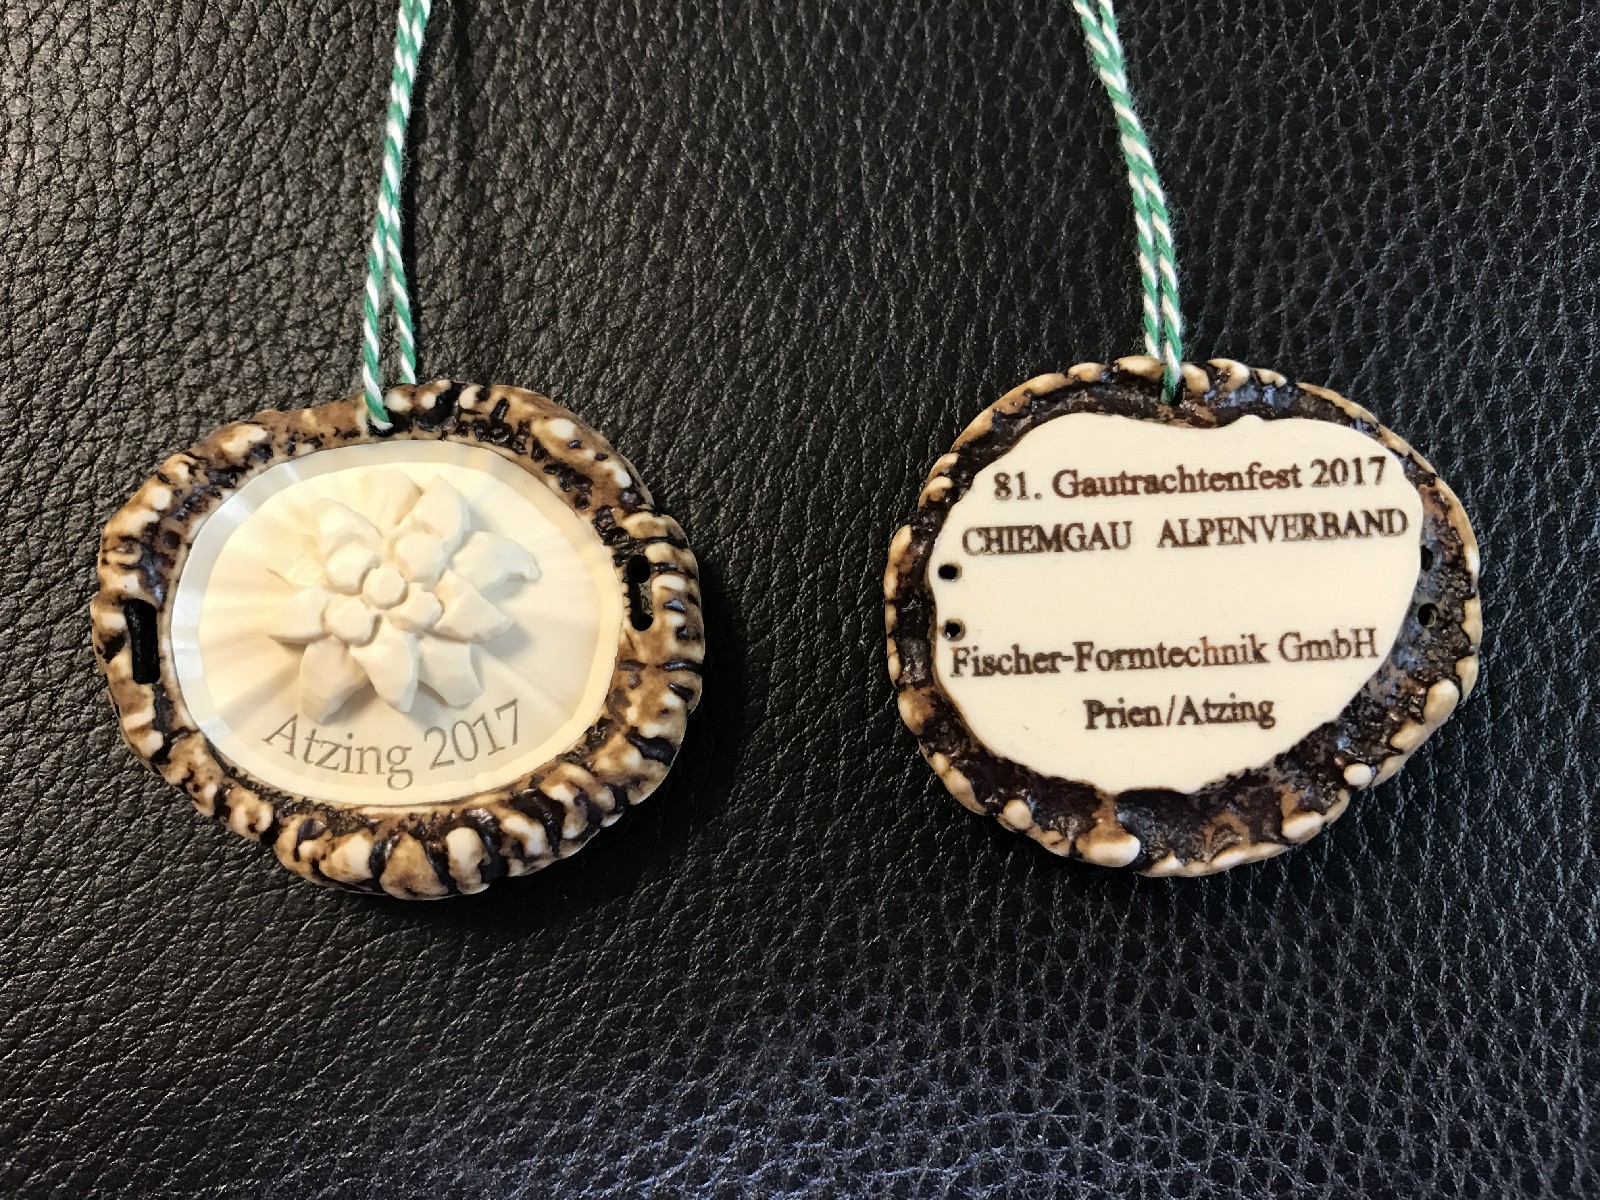 Atzing 2017
81. Gautrachtenfest 2017
CHIEMGAU ALPENVERBAND
Fischer-Formtechnik GmbH
Prien/Atzing